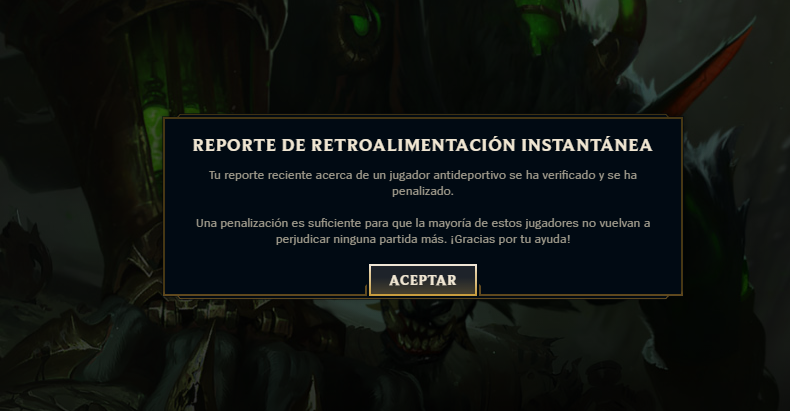 REPORTE DE RETROALIMENTACIÓN INSTANTÁNEA
Tu reporte reciente acerca de un jugador antideportivo se ha verificado y se ha
penalizado.
Una penalización es suficiente para que la mayoría de estos jugadores no vuelvan a
perjudicar ninguna partida más. ¡Gracias por tu ayuda!
ACEPTAR